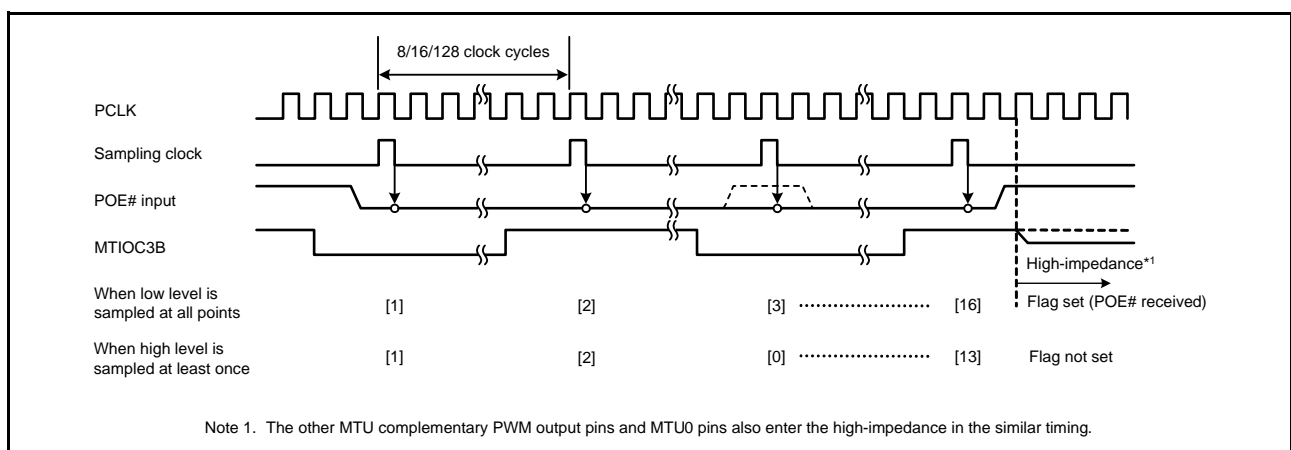 8/16/128 clock cycles
PCLK
Sampling clock
POE# input
MTIOC3B
High-impedance*1
When low level is
sampled at all points
[1]
[2]
[3]
[16]
Flag set (POE# received)
When high level is
sampled at least once
[1]
[2]
[0]
[13]
Flag not set
Note 1. The other MTU complementary PWM output pins and MTU0 pins also enter the high-impedance in the similar timing.